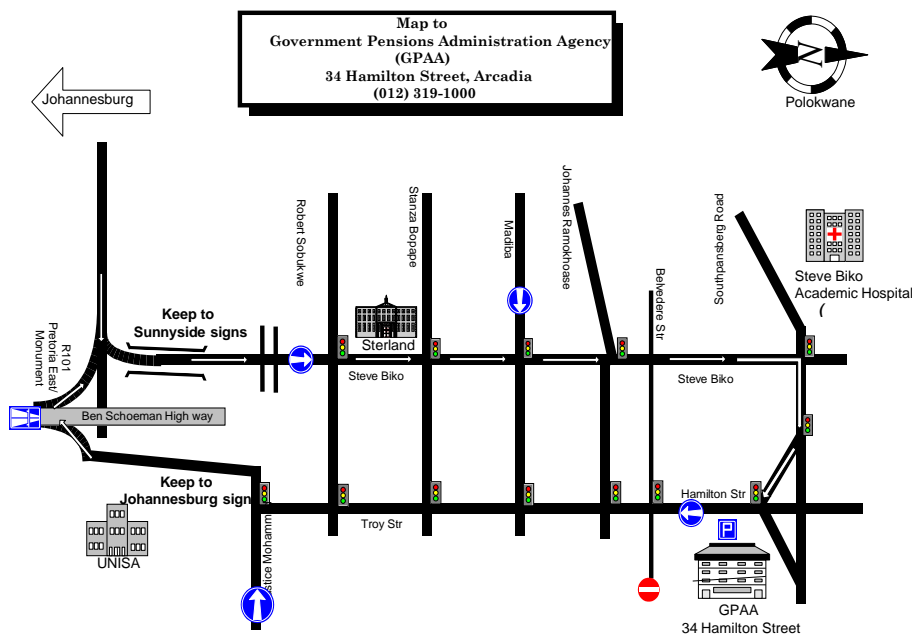 Map to
Government Pensions Administration Agency
(GPAA)
34 Hamilton Street, Arcadia
(012) 319-1000
N
Polokwane
Johannesburg
Robert Sobukwe
Stanza Bopape
Madiba
Johannes Ramokhoase
Belvedere Str
Soutpansberg Road
Steve Biko
Academic Hospital
(
Keep to
Sunnyside signs
Sterland
Steve Biko
Steve Biko
R101
Pretoria East/
Monument
Ben Schoeman High way
Keep to
Johannesburg sign
Hamilton Str
Troy Str
UNISA
stice Mohamm
P
GPAA
34 Hamilton Street